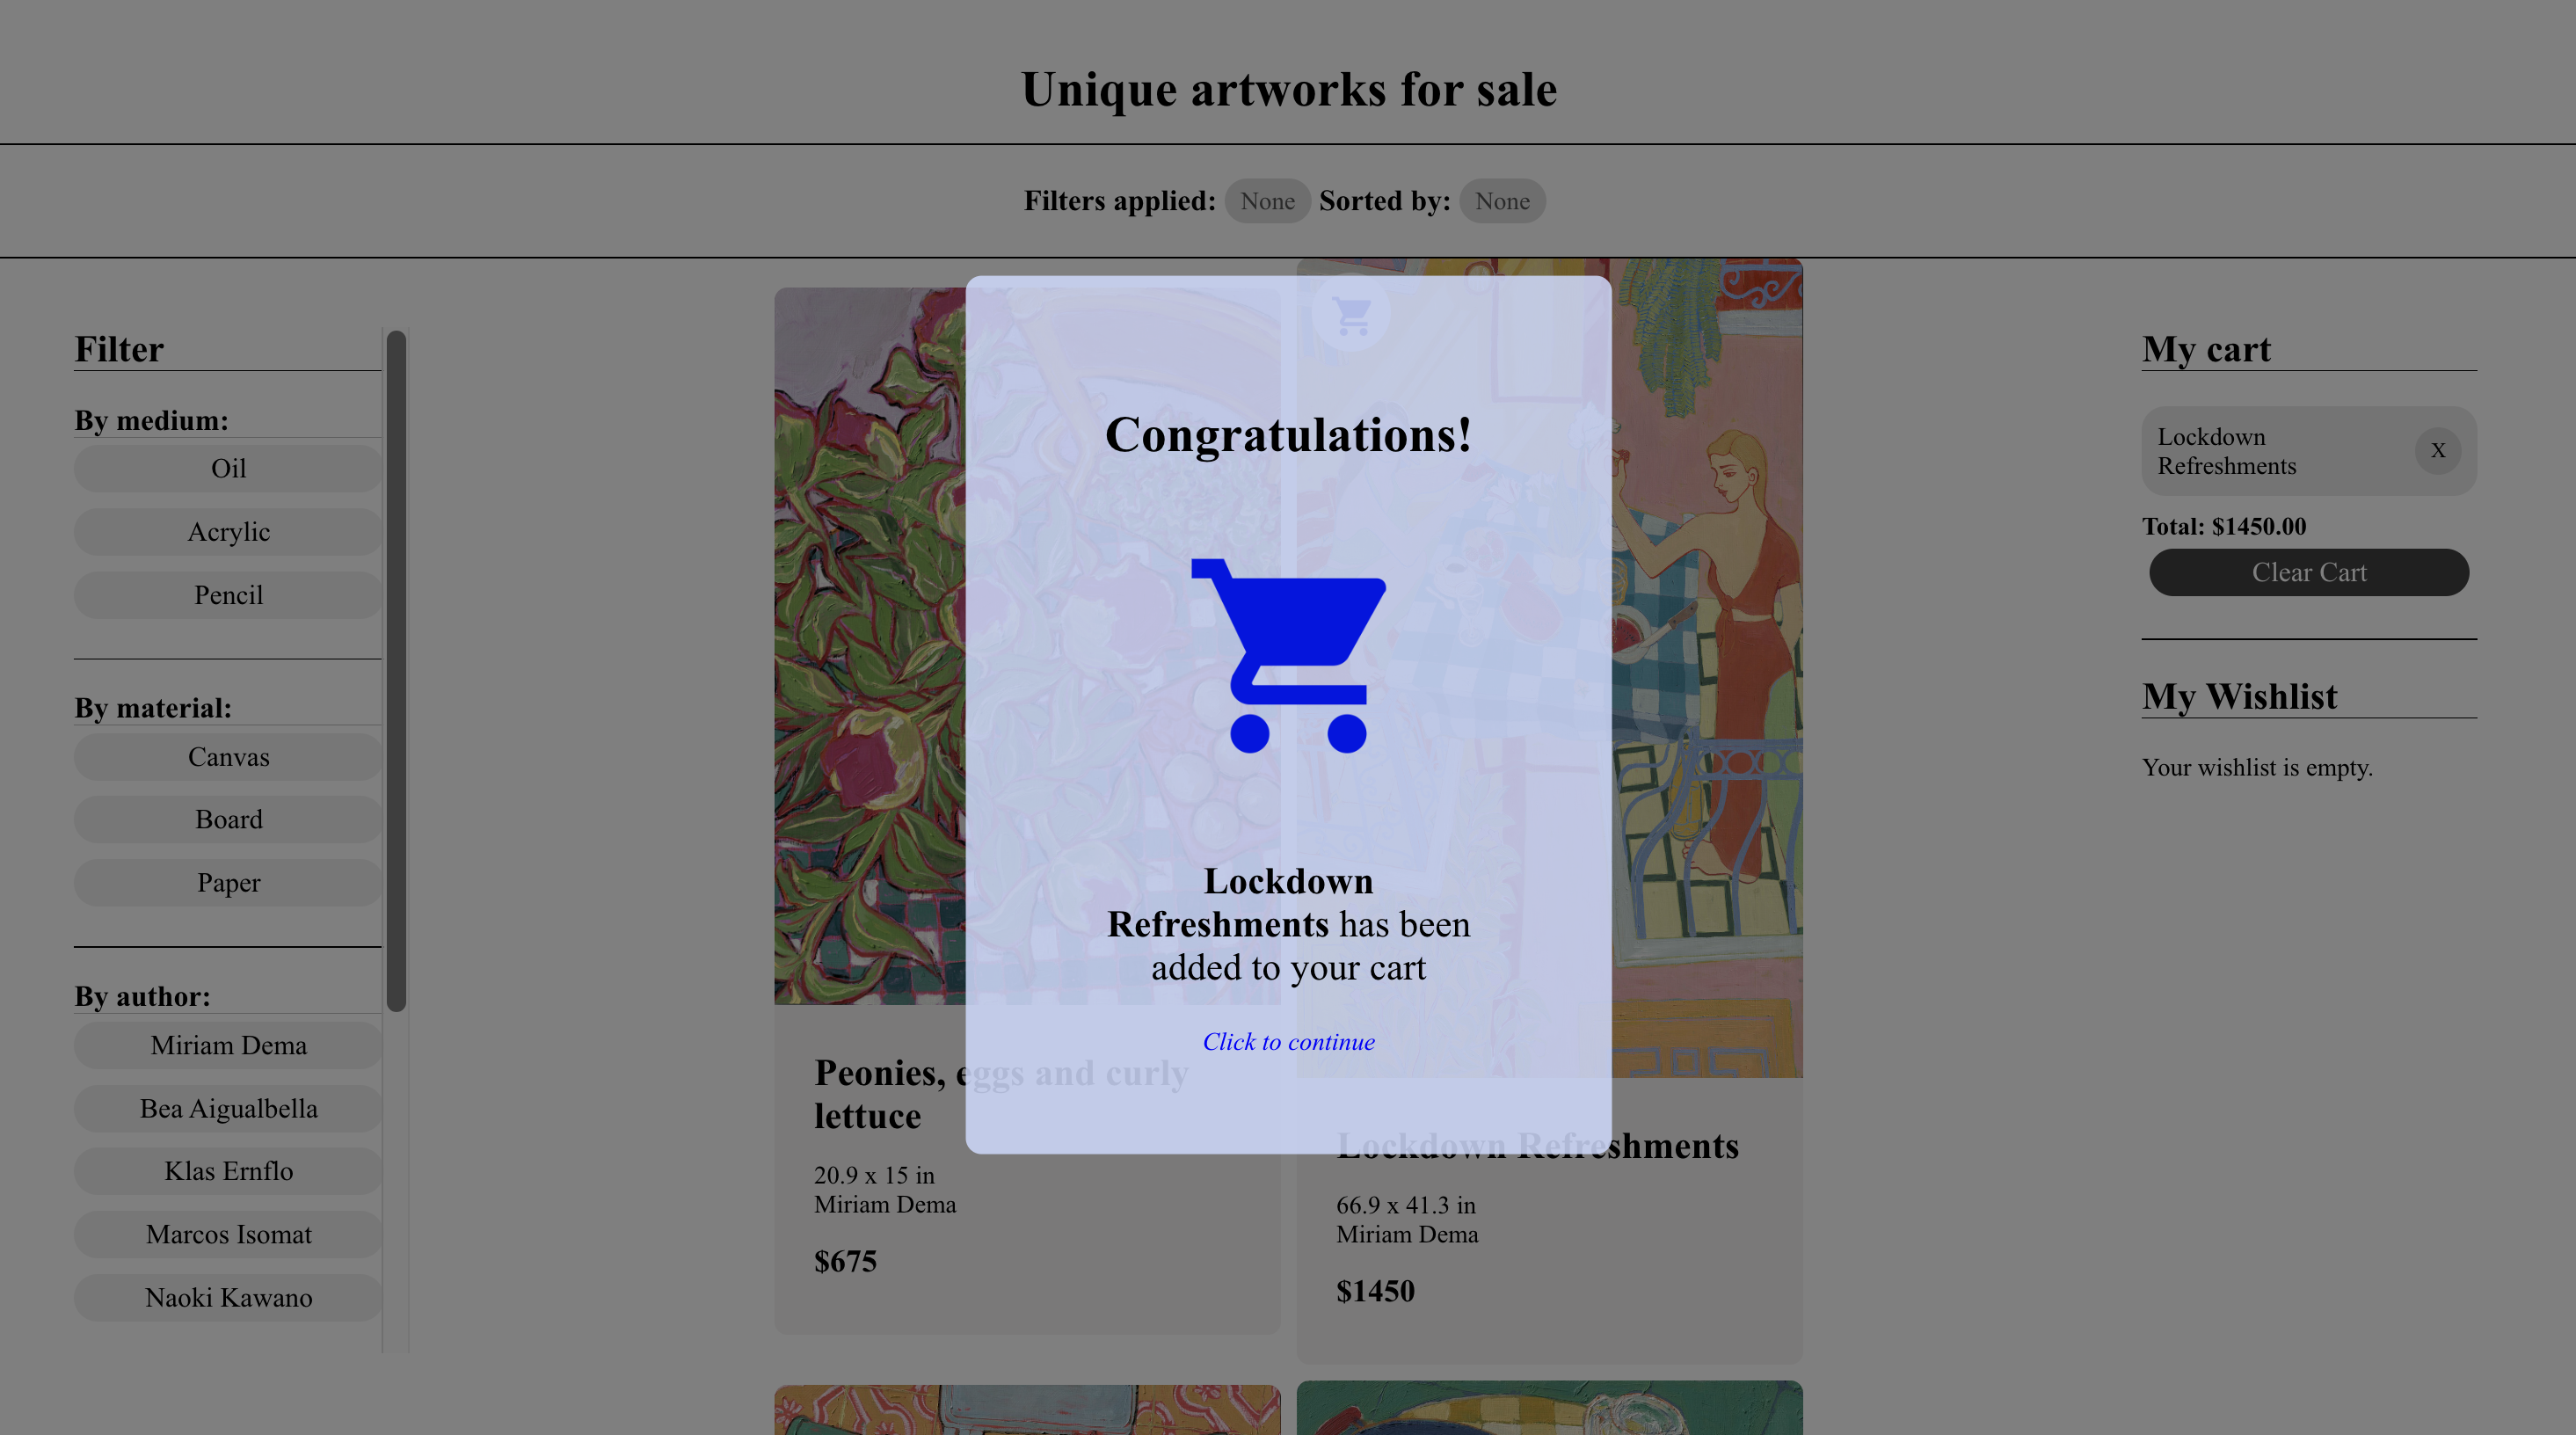 Unique artworks for sale
Filters applied: None Sorted by: None
Filter
By medium:
Oil
Acrylic
Pencil
By material:
Canvas
Board
Paper
By author:
Miriam Dema
Bea Aigualbella
Klas Ernflo
Marcos Isomat
Naoki Kawano
Peonies, eggs and curly
lettuce
20.9 x 15 in
Miriam Dema
$675
Lockdown Refreshments
66.9 x 41.3 in
Miriam Dema
$1450
Congratulations!
Lockdown
Refreshments has been
added to your cart
Click to continue
My cart
Lockdown
Refreshments
X
Total: $1450.00
Clear Cart
My Wishlist
Your wishlist is empty.